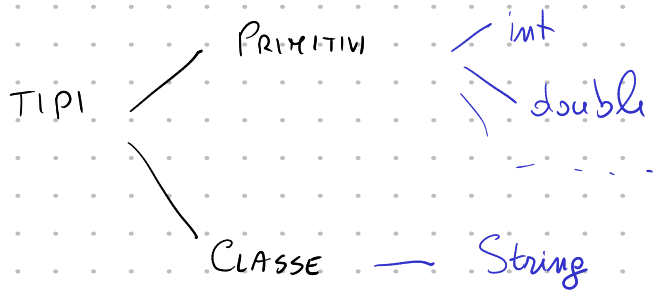 PRIMITIVI
int
TIPI
double
CLASSE
String